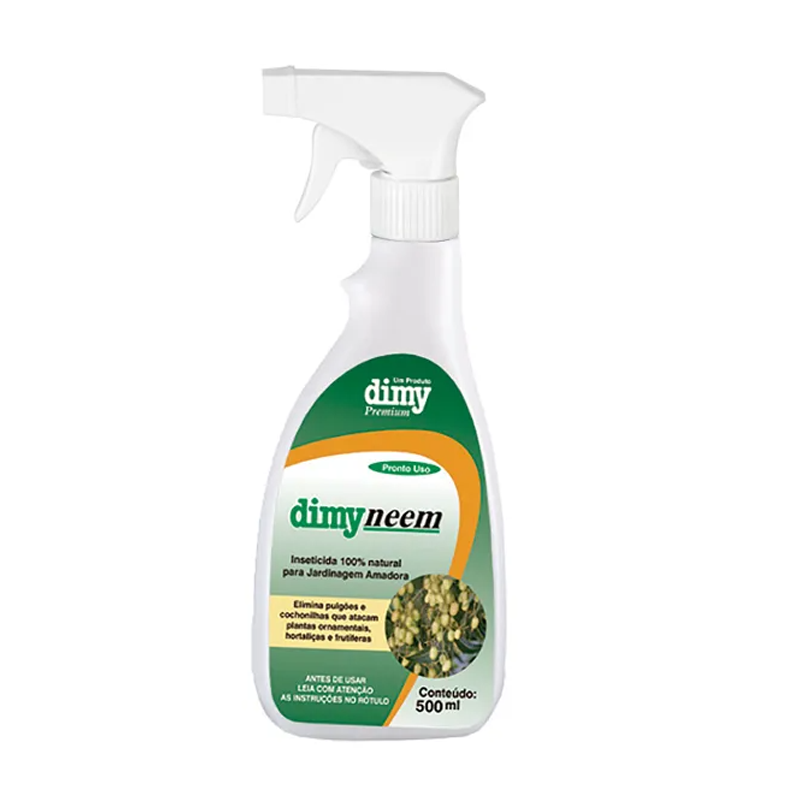 Um Produto
dimy
Premium
Pronto Uso
dimyneem
Inseticida 100% natural
para Jardinagem Amadora
Elimina pulgões e
cochonilhas que atacam
plantas ornamentais,
hortaliças e frutíferas
ANTES DE USAR
LEIA COM ATENÇÃO
AS INSTRUÇÕES NO RÓTULO
Conteúdo:
500 ml